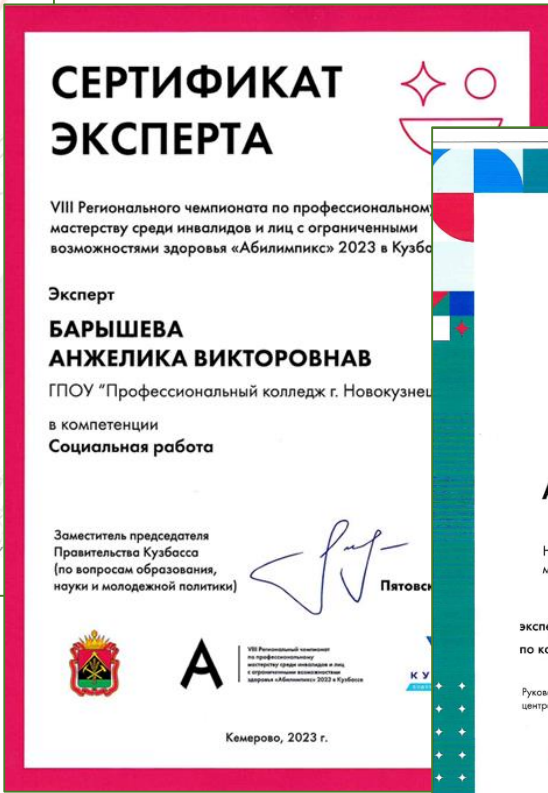 СЕРТИФИКАТ
ЭКСПЕРТА
VIII Регионального чемпионата по профессиональному
мастерству среди инвалидов и лиц с ограниченными
возможностями здоровья «Абилимпикс» 2023 в Кузба
Эксперт
БАРЫШЕВА
АНЖЕЛИКА ВИКТОРОВНАВ
ГПОУ "Профессиональный колледж г. Новокузнец
в компетенции
Социальная работа
Заместитель председателя
Правительства Кузбасса
(по вопросам образования,
науки и молодежной политики)
Пятовск
VIII Региональный чемпионат
по профессиональному
мастерству среди инвалидов и лиц
с ограниченными возможностями
здоровья «Абилимпикс» 2023 в Кузбассе
КУ
Кемерово, 2023 г.
А
Н
м
экспе
по ко
Руков
центр